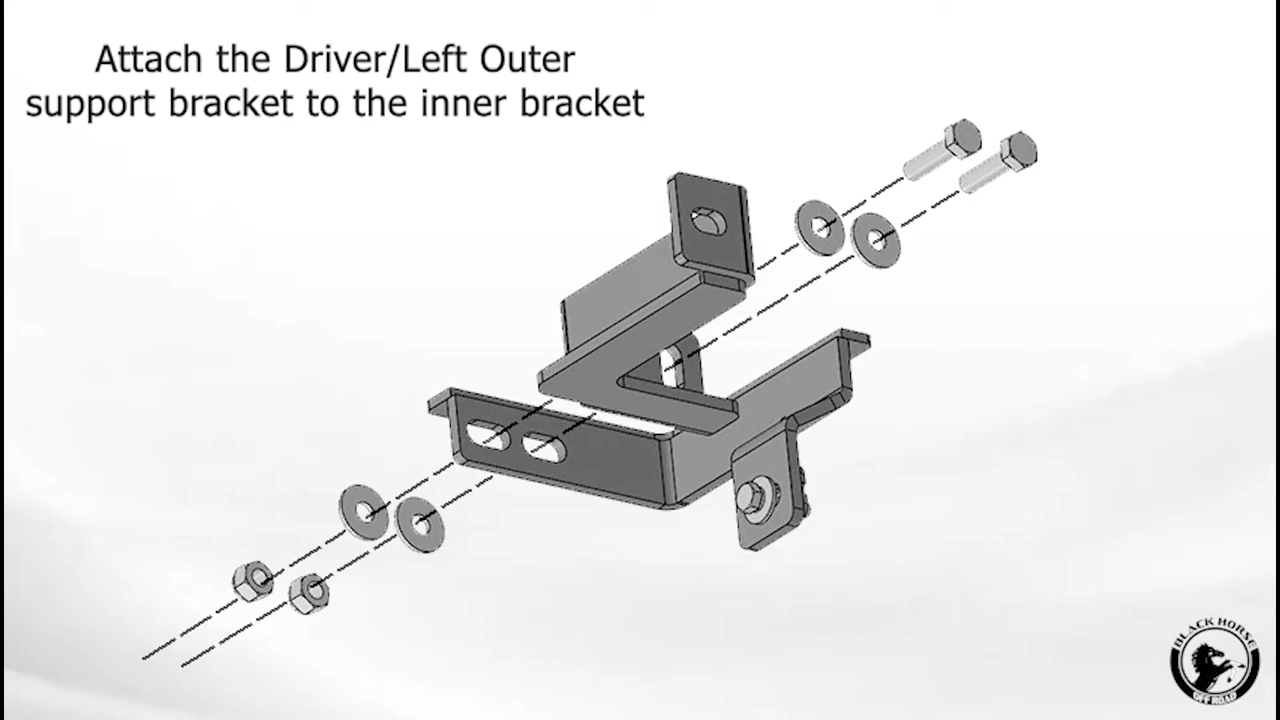 Attach the Driver/Left Outer
support bracket to the inner bracket
BLACK HORSE
OFF ROAD